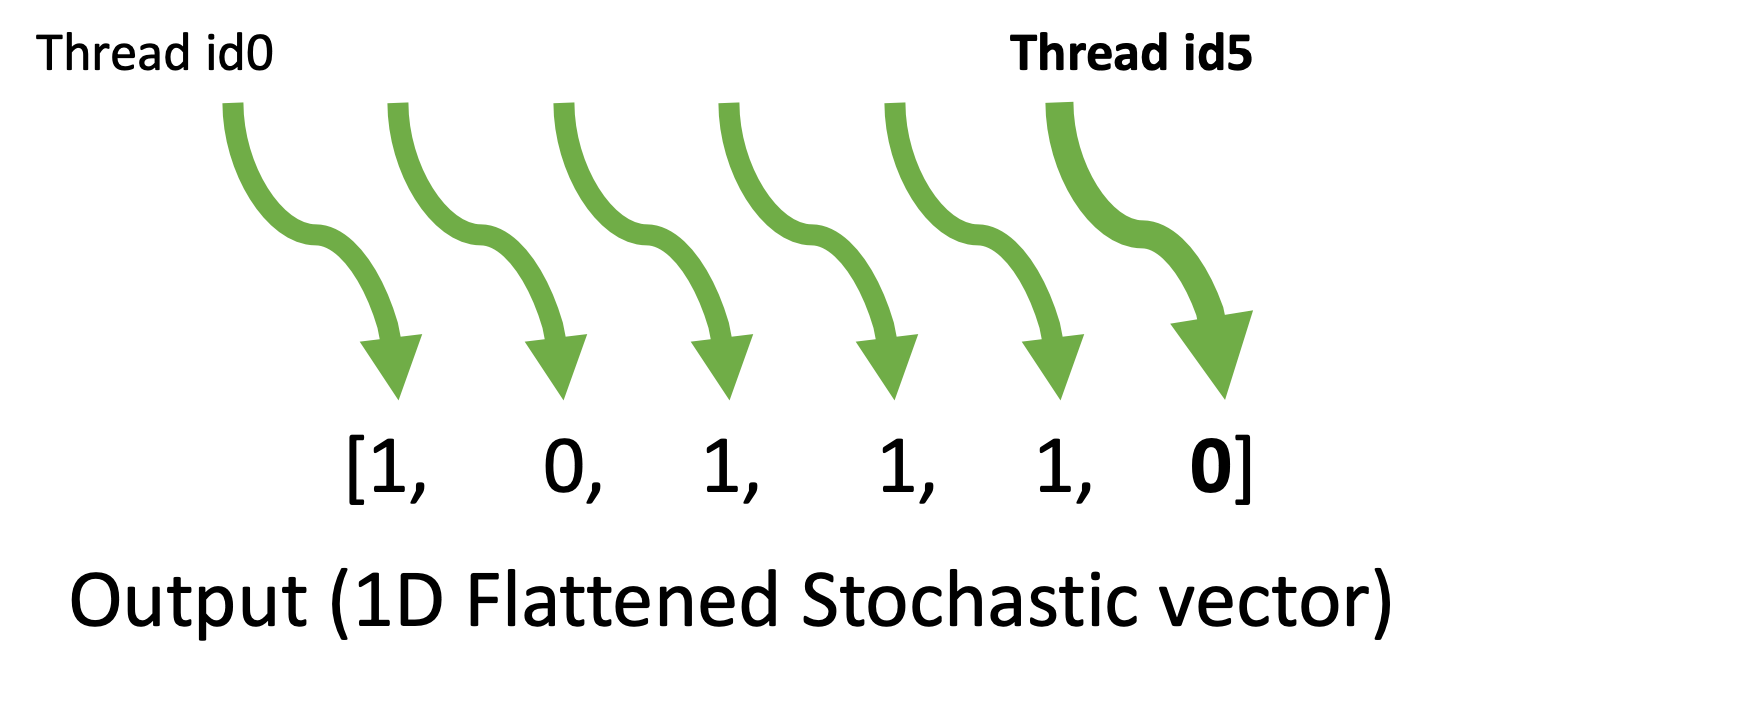 Thread id0 Thread id5
[1, 0, 1, 1, 1, 0]
Output (1D Flattened Stochastic vector)